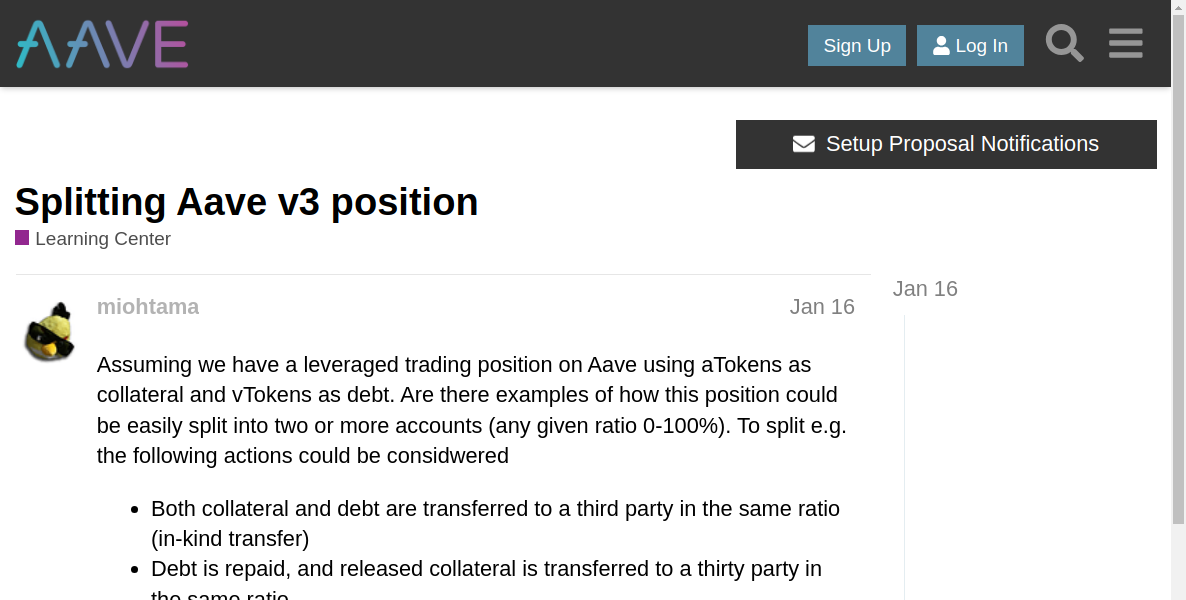 AAVE
Sign Up
Log In
Setup Proposal Notifications
Splitting Aave v3 position
Learning Center
Jan 16
miohtama
Jan 16
Assuming we have a leveraged trading position on Aave using aTokens as
collateral and vTokens as debt. Are there examples of how this position could
be easily split into two or more accounts (any given ratio 0-100%). To split e.g.
the following actions could be considwered
• Both collateral and debt are transferred to a third party in the same ratio
(in-kind transfer)
• Debt is repaid, and released collateral is transferred to a thirty party in
the same ratio